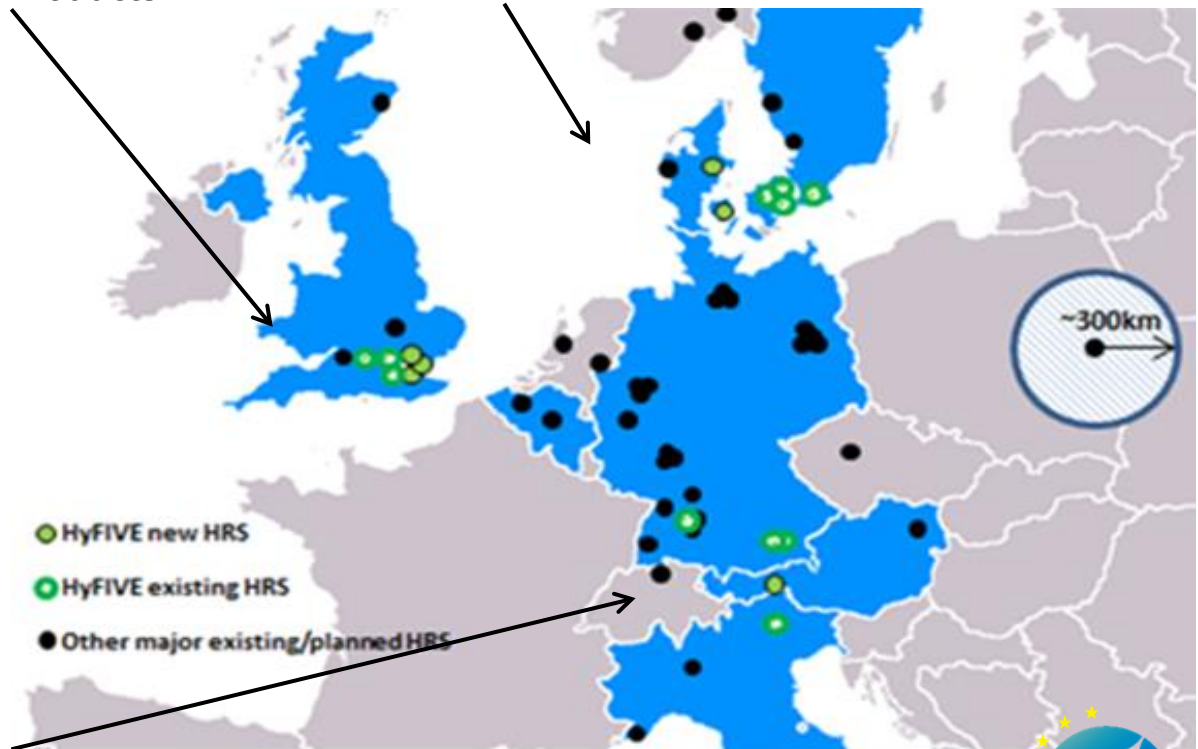 ~300km
HyFIVE new HRS
HyFIVE existing HRS
Other major existing/planned HRS